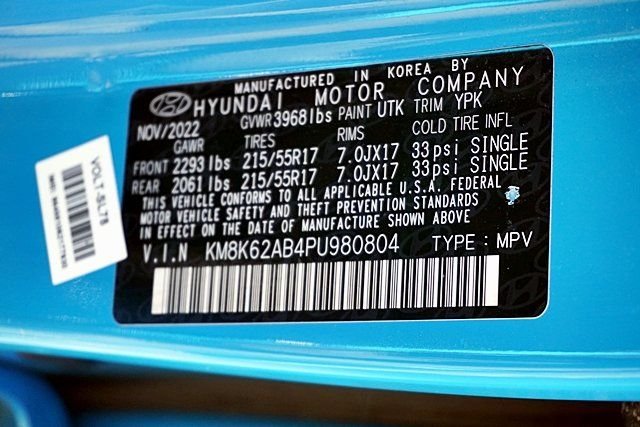 MANUFACTURED IN KOREA BY
HYUNDAI MOTOR COMPANY
NOV/2022 GVWR 3968lbs PAINT UTK TRIM YPK
GAWR TIRES RIMS COLD TIRE INFL
FRONT 2293 lbs 215/55R17 7.0JX17 33psi SINGLE
REAR 2061 lbs 215/55R17 7.0JX17 33psi SINGLE
THIS VEHICLE CONFORMS TO ALL APPLICABLE U.S.A. FEDERAL
MOTOR VEHICLE SAFETY AND THEFT PREVENTION STANDARDS
IN EFFECT ON THE DATE OF MANUFACTURE SHOWN ABOVE
V.I.N KM8K62AB4PU980804 TYPE : MPV